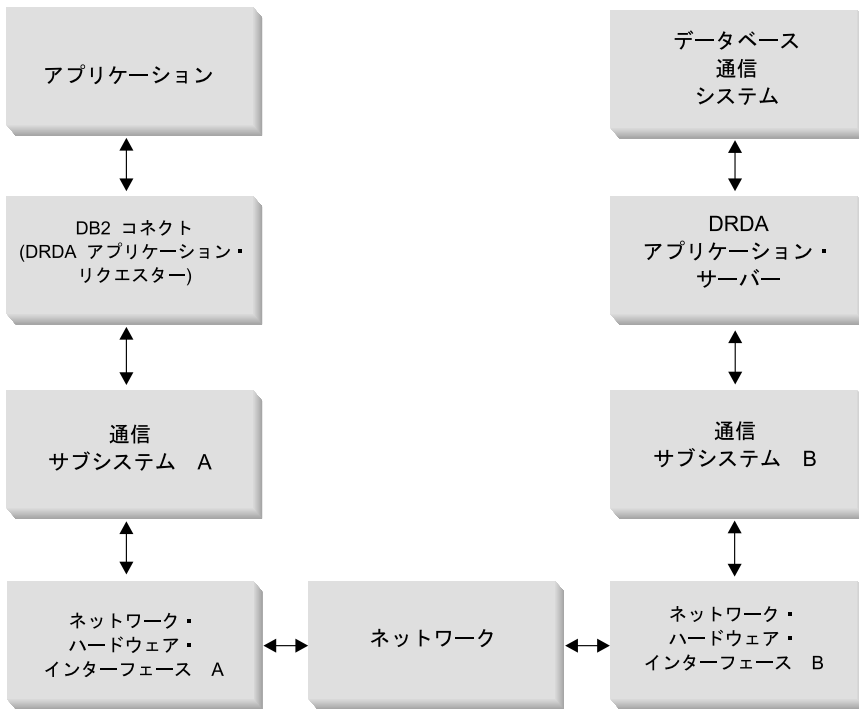 アプリケーション
データベース
通信
システム
DB2 コネクト
(DRDA アプリケーション・
リクエスター)
DRDA
アプリケーション・
サーバー
通信
サブシステム A
通信
サブシステム B
ネットワーク・
ハードウェア・
インターフェース A
ネットワーク
ネットワーク・
ハードウェア・
インターフェース B